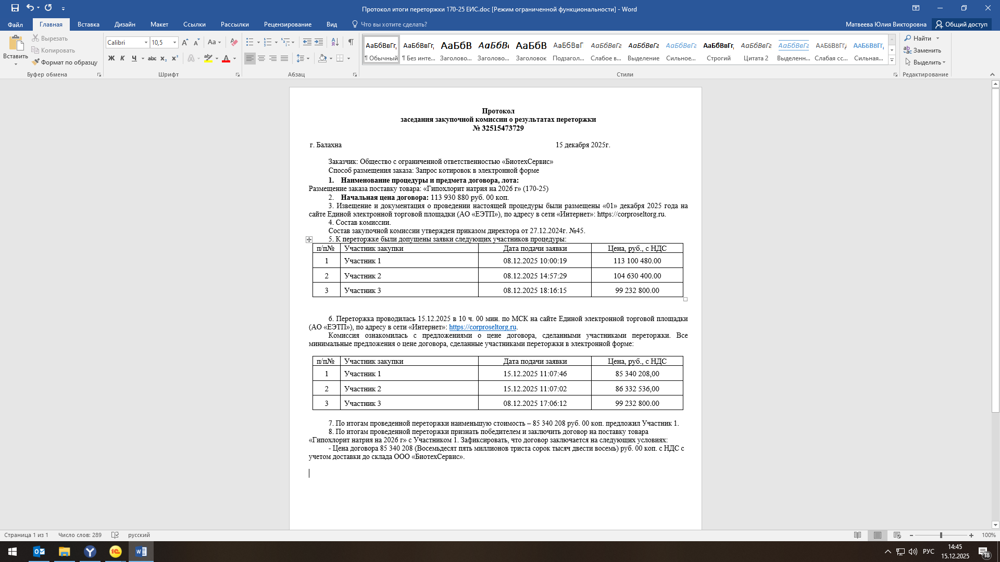 Протокол итоги переторжки 170-25 ЕИС.doc [Режим ограниченной функциональности] - Word
Файл Главная Вставка Дизайн Макет Ссылки Рассылки Рецензирование Вид Что вы хотите сделать? Матвеева Юлия Викторовна Общий доступ
Вставить
Вырезать
Копировать
Формат по образцу
Буфер обмена
Calibri 10,5
Шрифт
Абзац
АаБбВвГг, АаБбВвГг, АаБбВ АаБбВ АаБбВ АаБбВвГ АаБбВвГг АаБбВвГг АаБбВвГг АаБбВвГг, АаБбВвГг АаБбВвГг АаБбВвГг, АаБбВвГг,
¶ Обычный ¶ Без инте... Заголово... Заголово... Заголовок Подзагол... Слабое в... Выделение Сильное... Строгий Цитата 2 Выделенн... Слабая сс... Сильная...
Стили
Найти
Заменить
Выделить
Редактирование
Протокол
заседания закупочной комиссии о результатах переторжки
№ 32515473729
г. Балахна 15 декабря 2025г.
Заказчик: Общество с ограниченной ответственностью «БиотехСервис»
Способ размещения заказа: Запрос котировок в электронной форме
1. Наименование процедуры и предмета договора, лота:
Размещение заказа поставку товара: «Гипохлорит натрия на 2026 г» (170-25)
2. Начальная цена договора: 113 930 880 руб. 00 коп.
3. Извещение и документация о проведении настоящей процедуры были размещены «01» декабря 2025 года на
сайте Единой электронной торговой площадки (АО «ЕЭТП»), по адресу в сети «Интернет»: https://corproseltorg.ru.
4. Состав комиссии.
Состав закупочной комиссии утвержден приказом директора от 27.12.2024г. №45.
5. К переторжке были допущены заявки следующих участников процедуры:
п/п№ Участник закупки Дата подачи заявки Цена, руб., с НДС
1 Участник 1 08.12.2025 10:00:19 113 100 480.00
2 Участник 2 08.12.2025 14:57:29 104 630 400.00
3 Участник 3 08.12.2025 18:16:15 99 232 800.00
6. Переторжка проводилась 15.12.2025 в 10 ч. 00 мин. по МСК на сайте Единой электронной торговой площадки
(АО «ЕЭТП»), по адресу в сети «Интернет»: https://corproseltorg.ru.
Комиссия ознакомилась с предложениями о цене договора, сделанными участниками переторжки. Все
минимальные предложения о цене договора, сделанные участниками переторжки в электронной форме:
п/п№ Участник закупки Дата подачи заявки Цена, руб., с НДС
1 Участник 1 15.12.2025 11:07:46 85 340 208,00
2 Участник 2 15.12.2025 11:07:02 86 332 536,00
3 Участник 3 08.12.2025 17:06:12 99 232 800.00
7. По итогам проведенной переторжки наименьшую стоимость – 85 340 208 руб. 00 коп. предложил Участник 1.
8. По итогам проведенной переторжки признать победителем и заключить договор на поставку товара
«Гипохлорит натрия на 2026 г» с Участником 1. Зафиксировать, что договор заключается на следующих условиях:
- Цена договора 85 340 208 (Восемьдесят пять миллионов триста сорок тысяч двести восемь) руб. 00 коп. с НДС с
учетом доставки до склада ООО «БиотехСервис».
Страница 1 из 1 Число слов: 289 русский 100%
РУС 14:45
15.12.2025 18